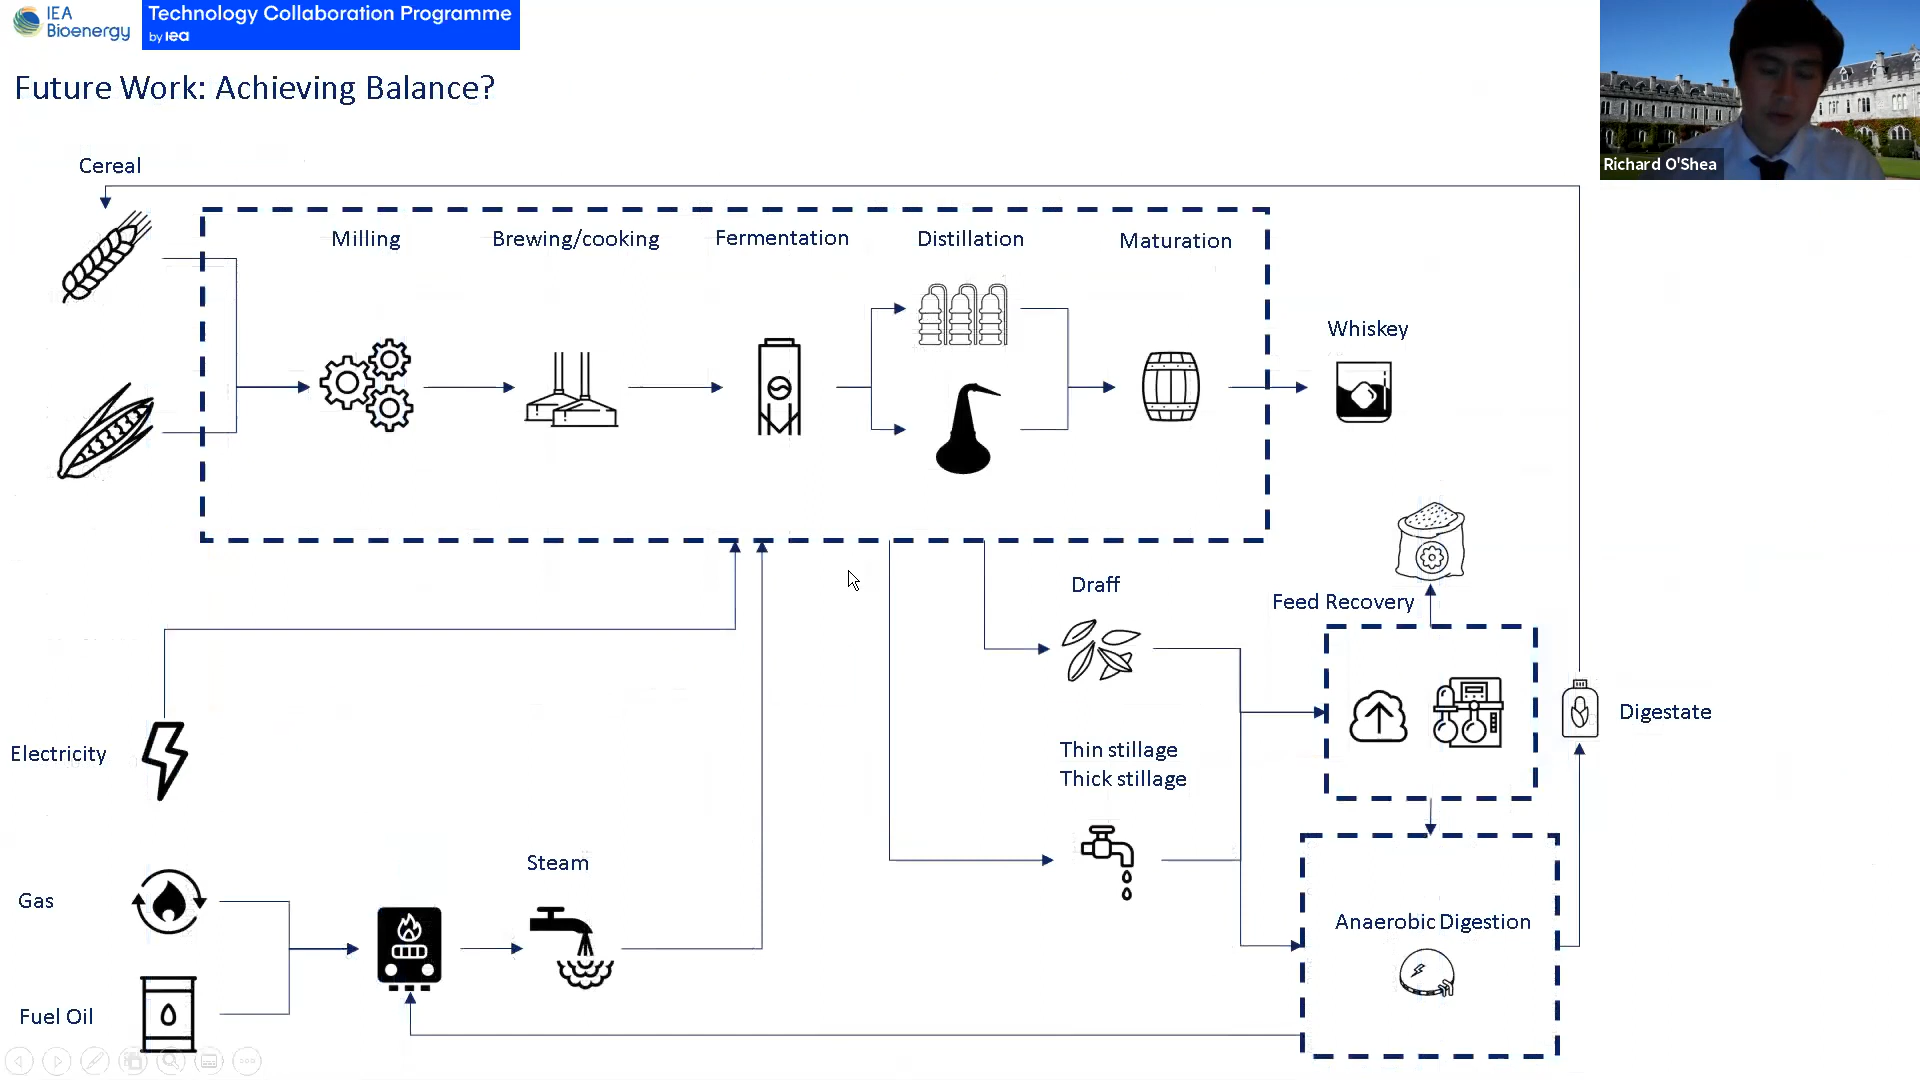 IEA
Bioenergy
Technology Collaboration Programme
by iea
Future Work: Achieving Balance?
Richard O'Shea
Cereal
Milling
Brewing/cooking
Fermentation
Distillation
Maturation
Whiskey
Draff
Feed Recovery
Digestate
Thin stillage
Thick stillage
Electricity
Steam
Gas
Anaerobic Digestion
Fuel Oil